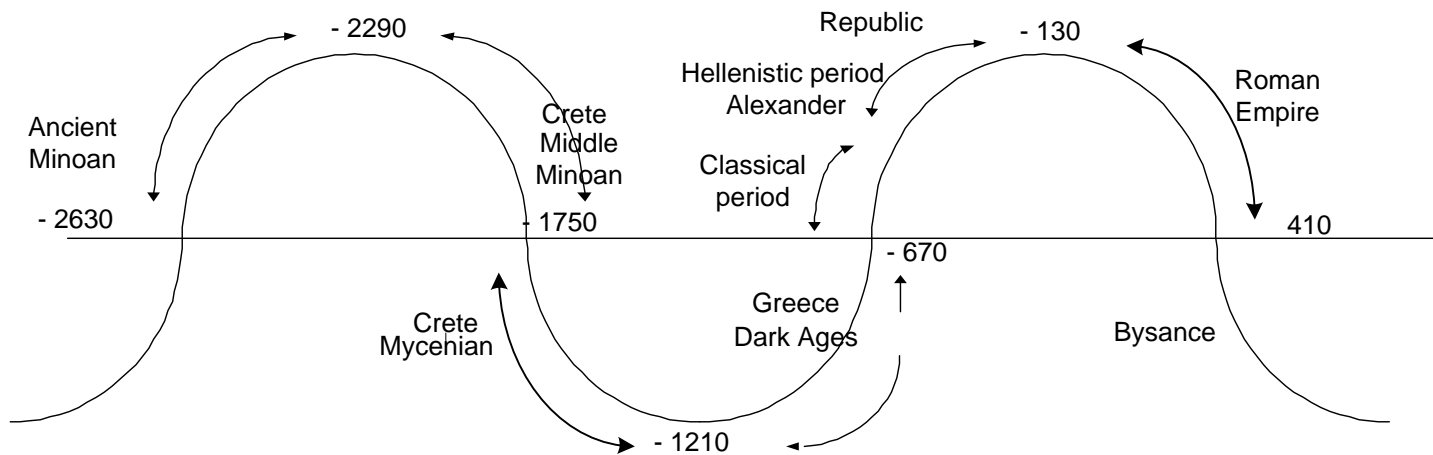 - 2290
Republic
- 130
Hellenistic period
Alexander
Roman
Empire
Ancient
Minoan
Crete
Middle
Minoan
Classical
period
- 2630
- 1750
410
- 670
Crete
Mycehian
Greece
Dark Ages
Bysance
- 1210